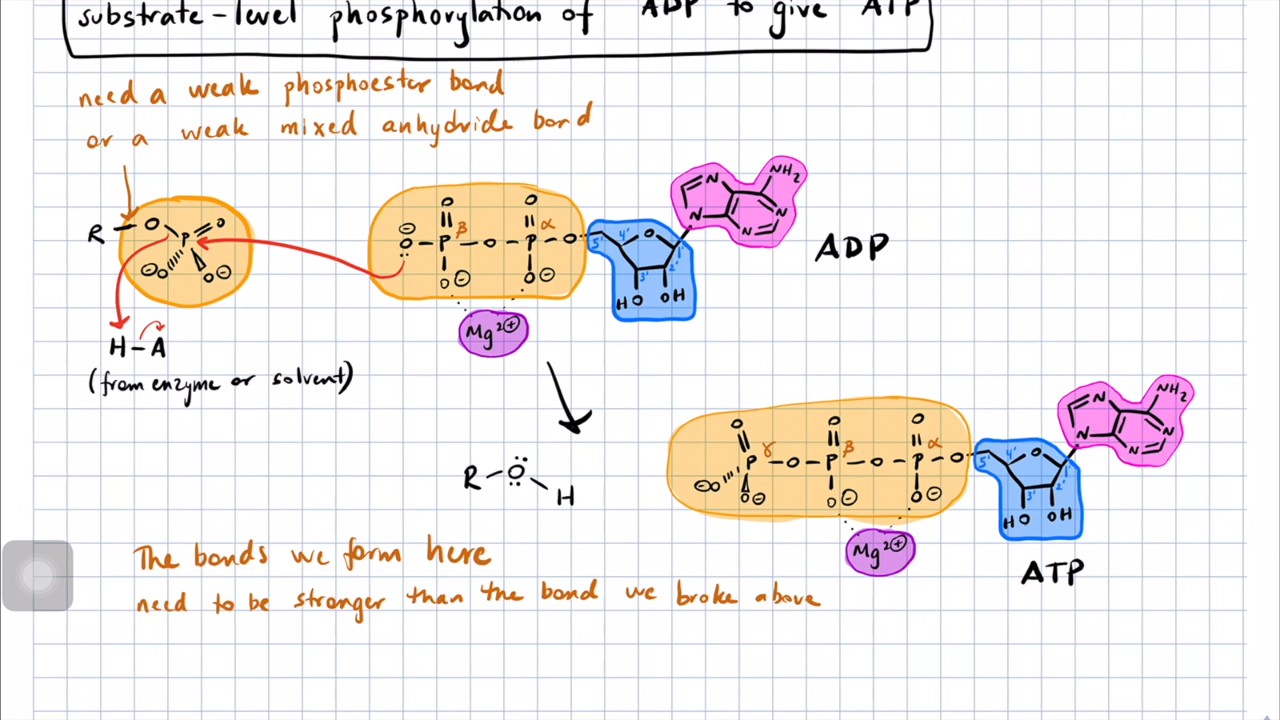 substrate-level phosphorylation of ADP to give ATP
need a weak phosphoester bond
or a weak mixed anhydride bond
NH2
N N
N N
R O P O
⊖O O⊖
O O
⊖O P β O P α O 5' 4' O 1' 2' 3'
O⊖ O⊖
HO OH
ADP
Mg2⊕
H-A
(from enzyme or solvent)
NH2
N N
N N
O O O
P γ O P β O P α O 5' 4' O 1' 2' 3'
⊖O O⊖ O⊖ O⊖
HO OH
R-O H
Mg2⊕
ATP
The bonds we form here
need to be stronger than the bond we broke above